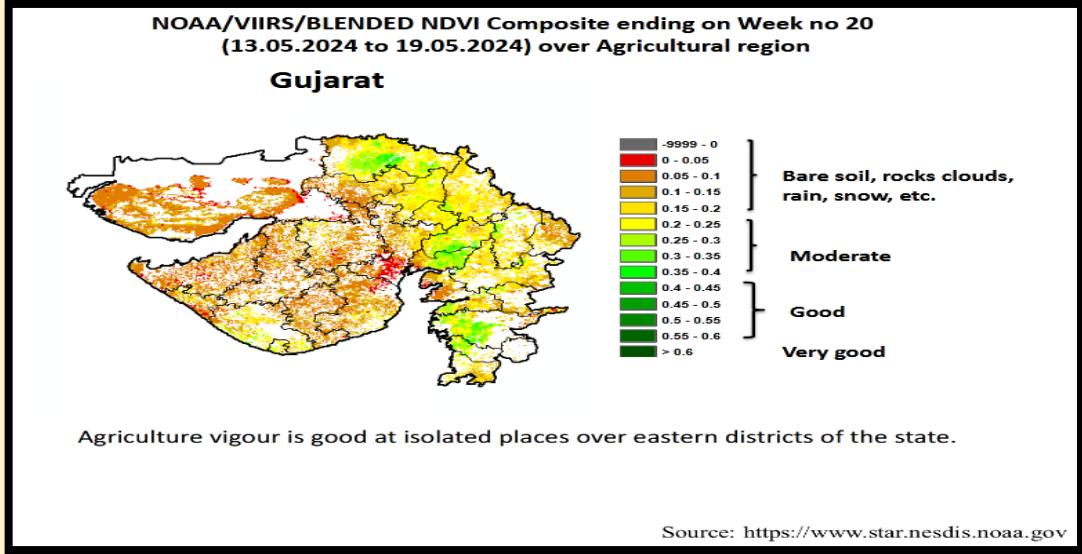 NOAA/VIIRS/BLENDED NDVI Composite ending on Week no 20
(13.05.2024 to 19.05.2024) over Agricultural region
Gujarat
-9999 - 0
0 - 0.05
0.05 - 0.1
0.1 - 0.15
0.15 - 0.2
0.2 - 0.25
0.25 - 0.3
0.3 - 0.35
0.35 - 0.4
0.4 - 0.45
0.45 - 0.5
0.5 - 0.55
0.55 - 0.6
> 0.6
Bare soil, rocks clouds,
rain, snow, etc.
Moderate
Good
Very good
Agriculture vigour is good at isolated places over eastern districts of the state.
Source: https://www.star.nesdis.noaa.gov